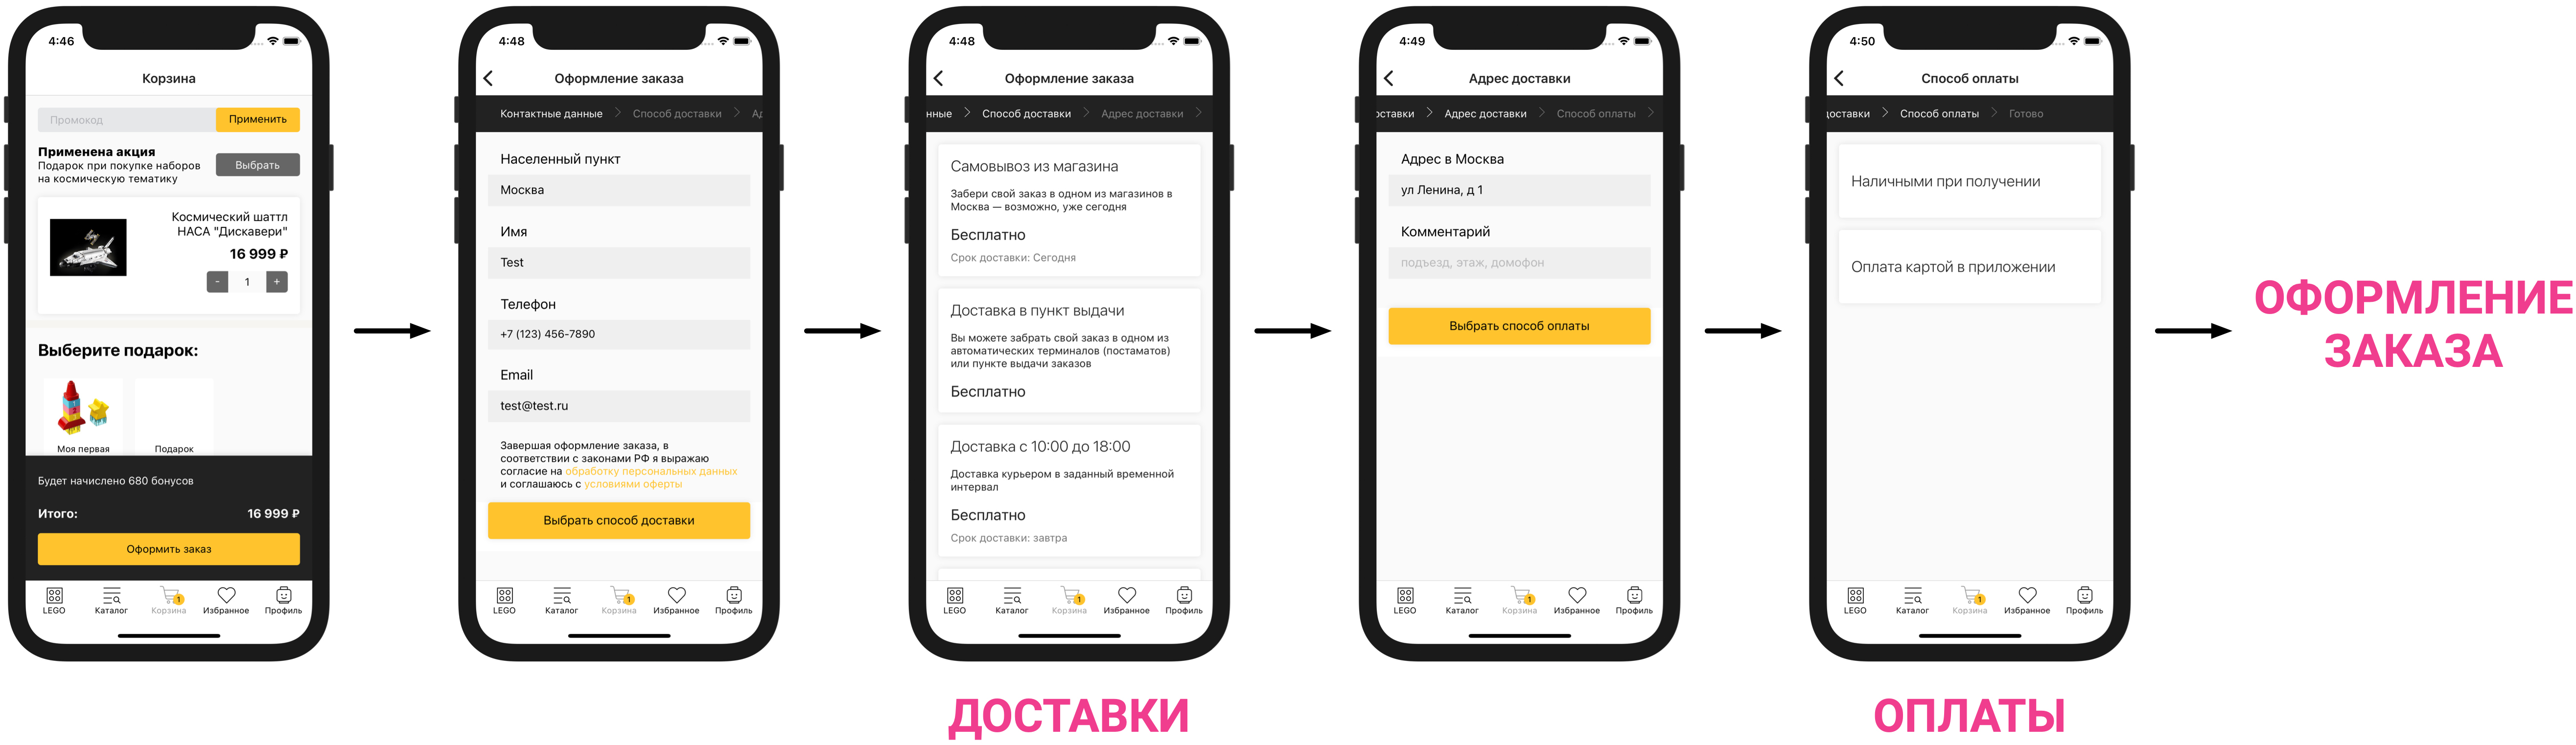 4:46
Корзина
Промокод
Применить
Применена акция
Подарок при покупке наборов
на космическую тематику
Выбрать
Космический шаттл
НАСА "Дискавери"
16 999 ₽
- 1 +
Выберите подарок:
Моя первая
Подарок
Будет начислено 680 бонусов
Итого: 16 999 ₽
Оформить заказ
LEGO Каталог Корзина 1 Избранное Профиль
4:48
Оформление заказа
Контактные данные Способ доставки Ад
Населенный пункт
Москва
Имя
Test
Телефон
+7 (123) 456-7890
Email
test@test.ru
Завершая оформление заказа, в
соответствии с законами РФ я выражаю
согласие на обработку персональных данных
и соглашаюсь с условиями оферты
Выбрать способ доставки
LEGO Каталог Корзина 1 Избранное Профиль
4:48
Оформление заказа
нные Способ доставки Адрес доставки
Самовывоз из магазина
Забери свой заказ в одном из магазинов в
Москва — возможно, уже сегодня
Бесплатно
Срок доставки: Сегодня
Доставка в пункт выдачи
Вы можете забрать свой заказ в одном из
автоматических терминалов (постаматов)
или пункте выдачи заказов
Бесплатно
Доставка с 10:00 до 18:00
Доставка курьером в заданный временной
интервал
Бесплатно
Срок доставки: завтра
LEGO Каталог Корзина 1 Избранное Профиль
ДОСТАВКИ
4:49
Адрес доставки
оставки Адрес доставки Способ оплаты
Адрес в Москва
ул Ленина, д 1
Комментарий
подъезд, этаж, домофон
Выбрать способ оплаты
LEGO Каталог Корзина 1 Избранное Профиль
4:50
Способ оплаты
доставки Способ оплаты Готово
Наличными при получении
Оплата картой в приложении
LEGO Каталог Корзина 1 Избранное Профиль
ОПЛАТЫ
ОФОРМЛЕНИЕ
ЗАКАЗА